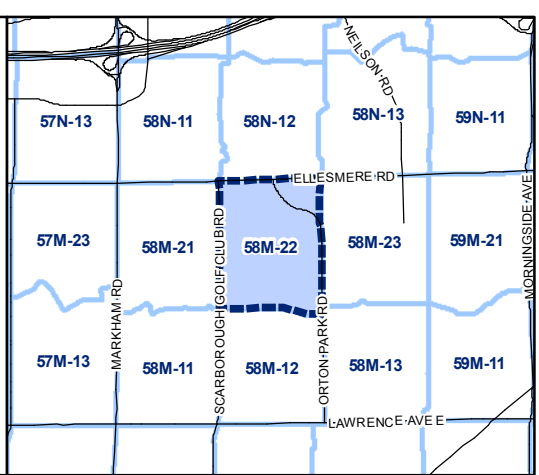 NEILSON RD
57N-13
58N-11
58N-12
58N-13
59N-11
ELLESMERE RD
57M-23
58M-21
58M-22
58M-23
59M-21
MARKHAM RD
SCARBOROUGH GOLF CLUB RD
ORTON PARK RD
MORNINGSIDE AVE
57M-13
58M-11
58M-12
58M-13
59M-11
LAWRENCE AVE E